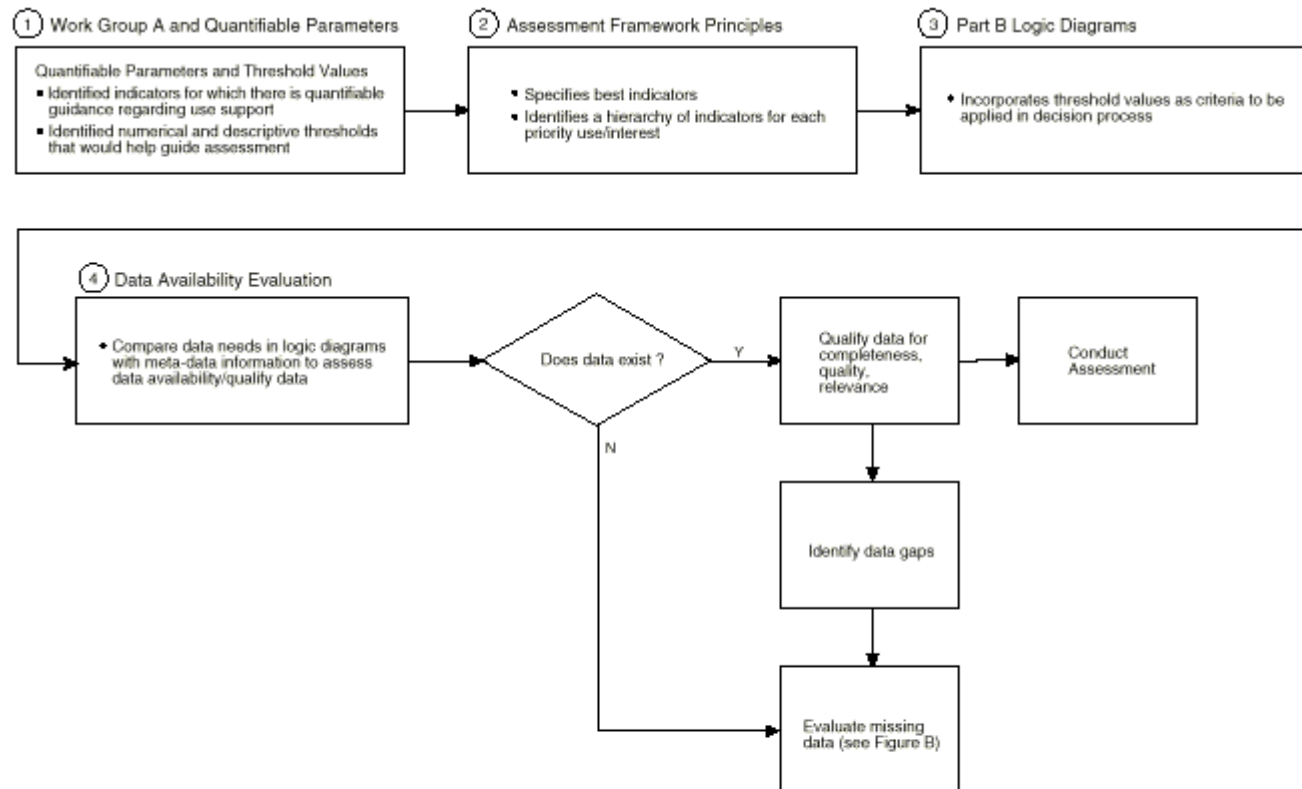 1 Work Group A and Quantifiable Parameters
Quantifiable Parameters and Threshold Values
▪ Identified indicators for which there is quantifiable
guidance regarding use support
▪ Identified numerical and descriptive thresholds
that would help guide assessment
2 Assessment Framework Principles
▪ Specifies best indicators
▪ Identifies a hierarchy of indicators for each
priority use/interest
3 Part B Logic Diagrams
• Incorporates threshold values as criteria to be
applied in decision process
4 Data Availability Evaluation
• Compare data needs in logic diagrams
with meta-data information to assess
data availability/qualify data
Does data exist ?
Y
N
Qualify data for
completeness,
quality,
relevance
Conduct
Assessment
Identify data gaps
Evaluate missing
data (see Figure B)